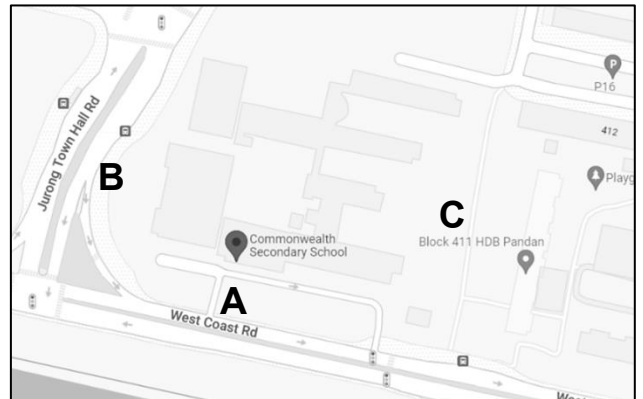 P
P16
412
Jurong Town Hall Rd
B
Playg
C
Commonwealth
Secondary School
Block 411 HDB Pandan
A
West Coast Rd